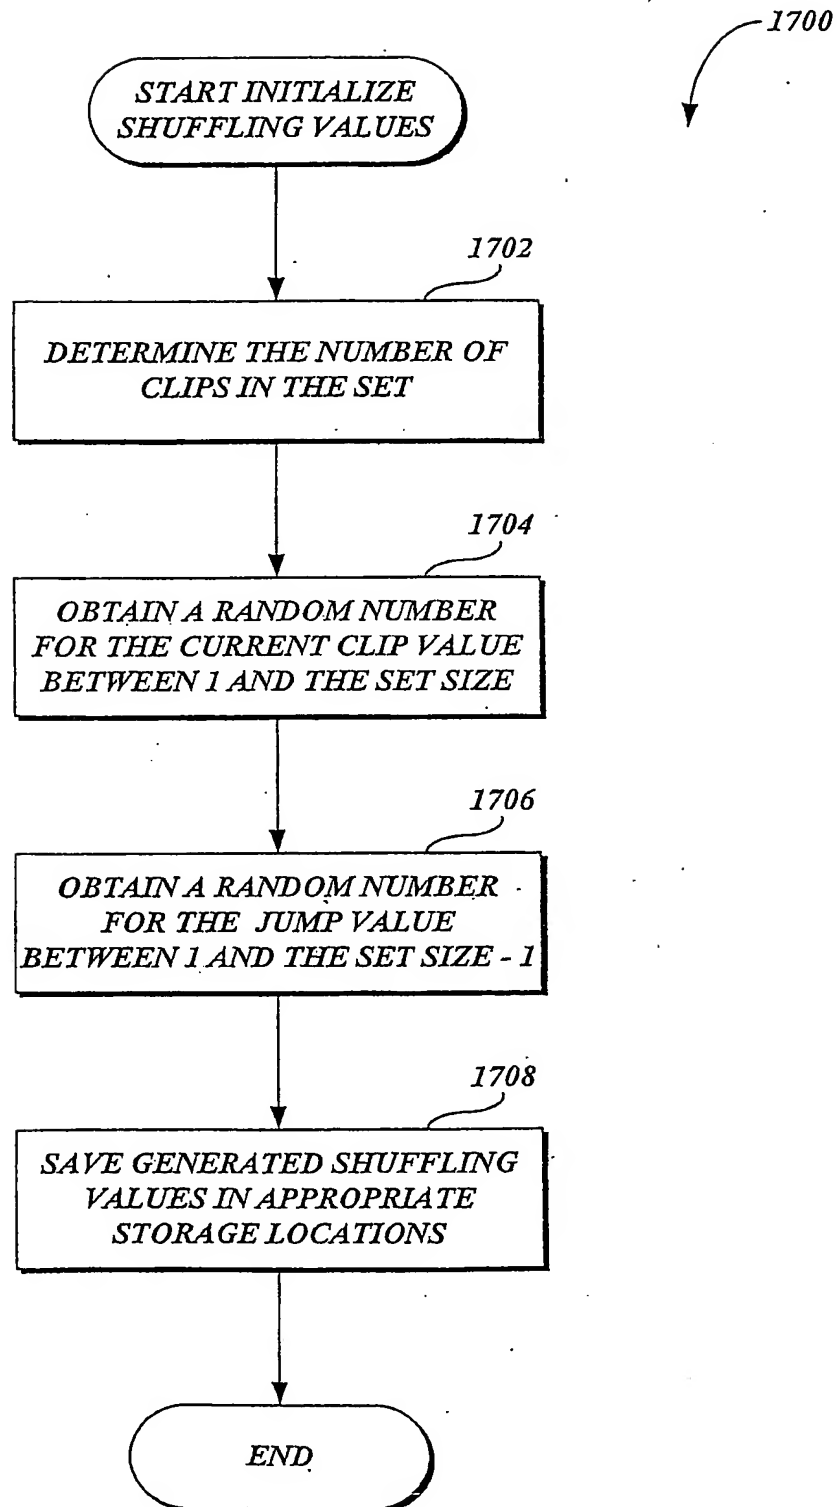 1700
START INITIALIZE
SHUFFLING VALUES
1702
DETERMINE THE NUMBER OF
CLIPS IN THE SET
1704
OBTAIN A RANDOM NUMBER
FOR THE CURRENT CLIP VALUE
BETWEEN 1 AND THE SET SIZE
1706
OBTAIN A RANDOM NUMBER
FOR THE JUMP VALUE
BETWEEN 1 AND THE SET SIZE - 1
1708
SAVE GENERATED SHUFFLING
VALUES IN APPROPRIATE
STORAGE LOCATIONS
END